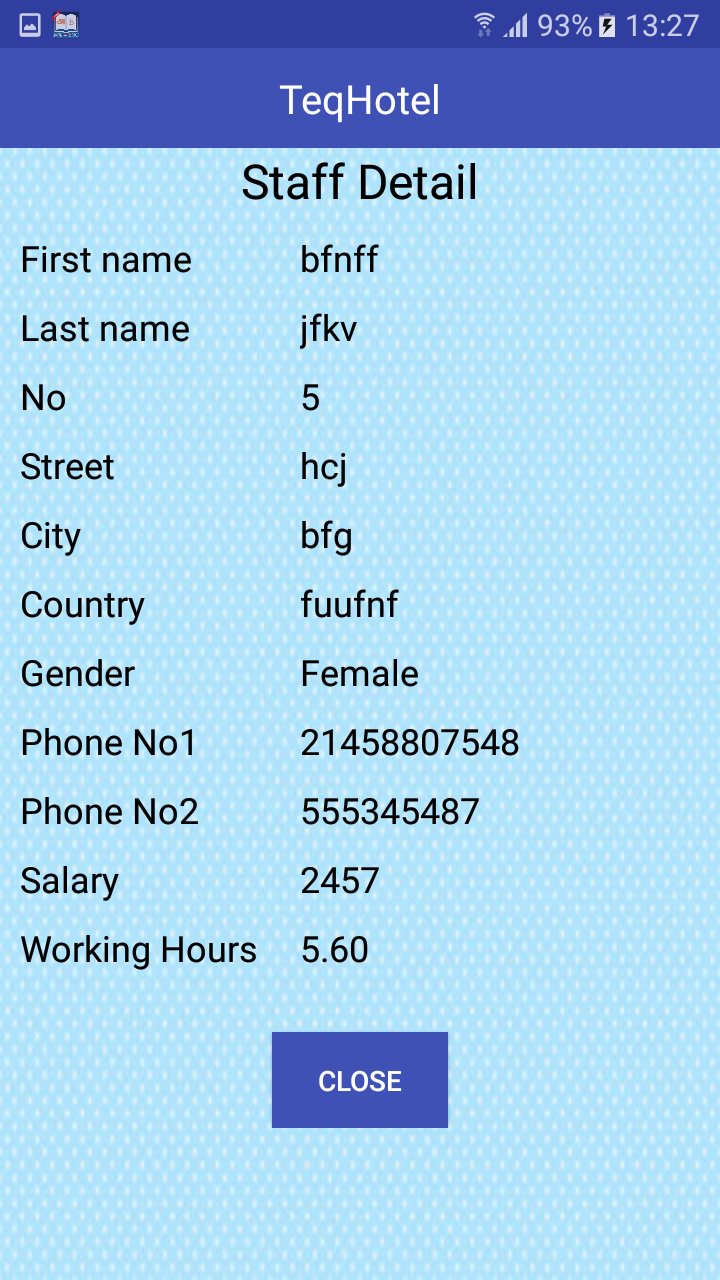 93% 13:27
TeqHotel
Staff Detail
First name bfnff
Last name jfkv
No 5
Street hcj
City bfg
Country fuufnf
Gender Female
Phone No1 21458807548
Phone No2 555345487
Salary 2457
Working Hours 5.60
CLOSE